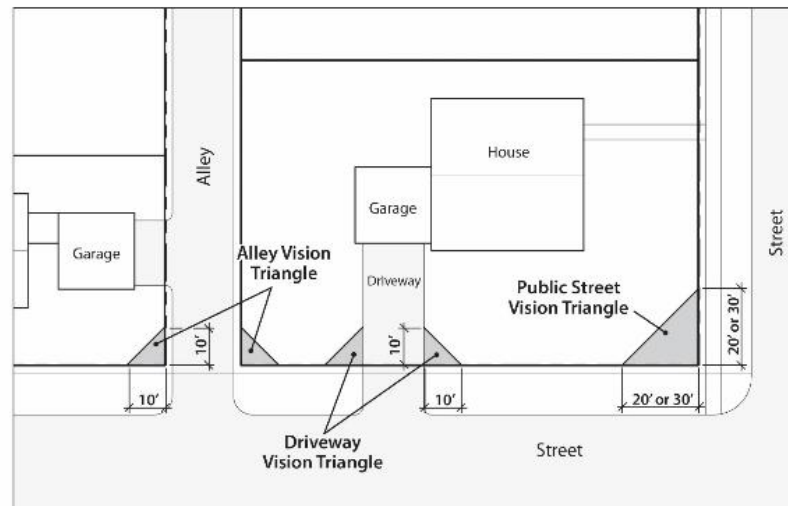 House
Alley
Street
Garage
Garage
Alley Vision
Triangle
Driveway
Public Street
Vision Triangle
20' or 30'
10'
10'
10'
10'
20' or 30'
Driveway
Vision Triangle
Street